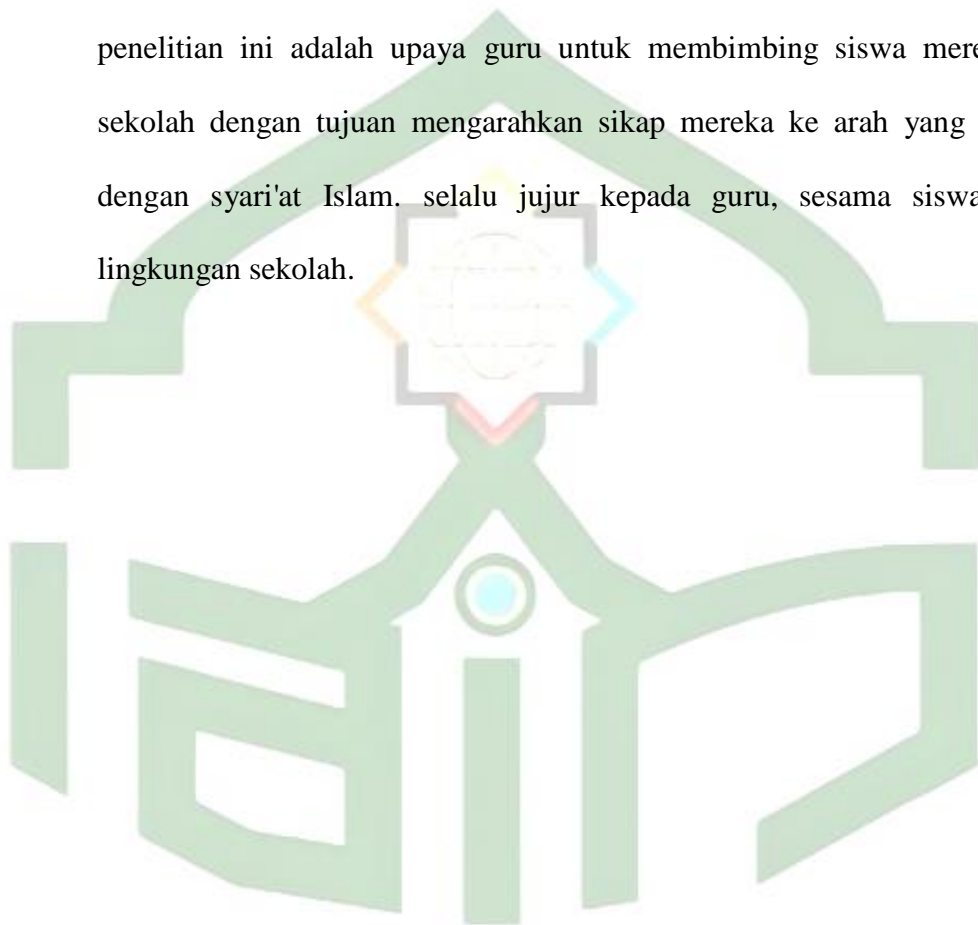 penelitian ini adalah upaya guru untuk membimbing siswa
sekolah dengan tujuan mengarahkan sikap mereka ke arah yang
dengan syari'at Islam. selalu jujur kepada guru, sesama siswa
lingkungan sekolah.
iain